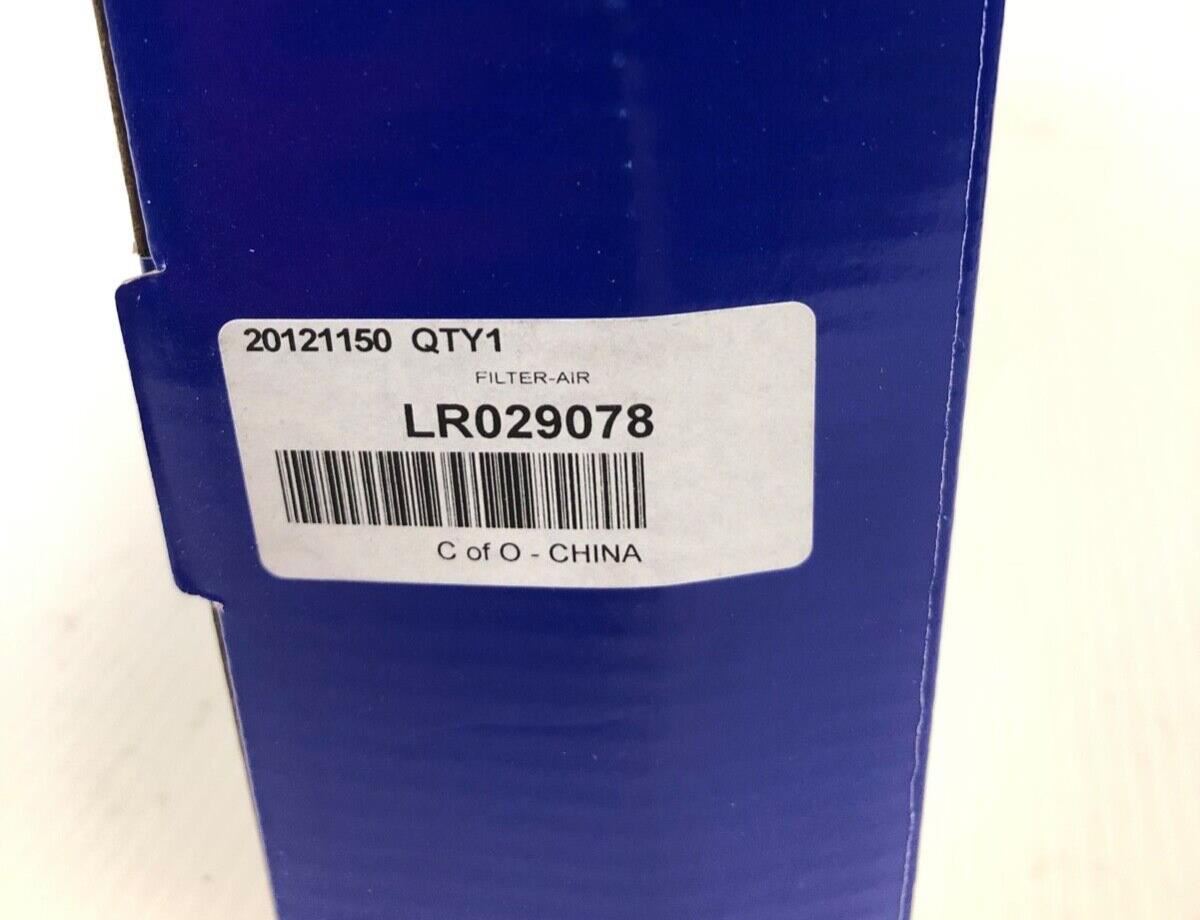 20121150 QTY1
FILTER-AIR
LR029078
C of O - CHINA